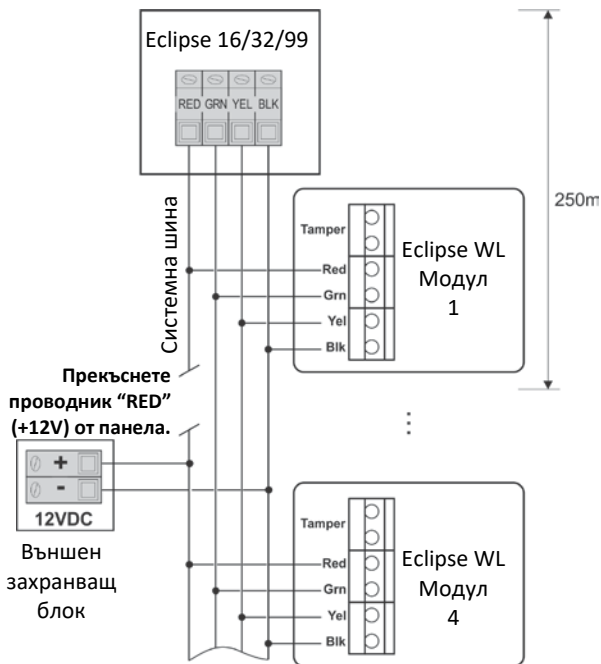 Eclipse 16/32/99
RED GRN YEL BLK
250m
Системна шина
Tamper
Red
Grn
Yel
Blk
Eclipse WL
Модул
1
Прекъснете
проводник “RED”
(+12V) от панела.
+
-
12VDC
Външен
захранващ
блок
Tamper
Red
Grn
Yel
Blk
Eclipse WL
Модул
4